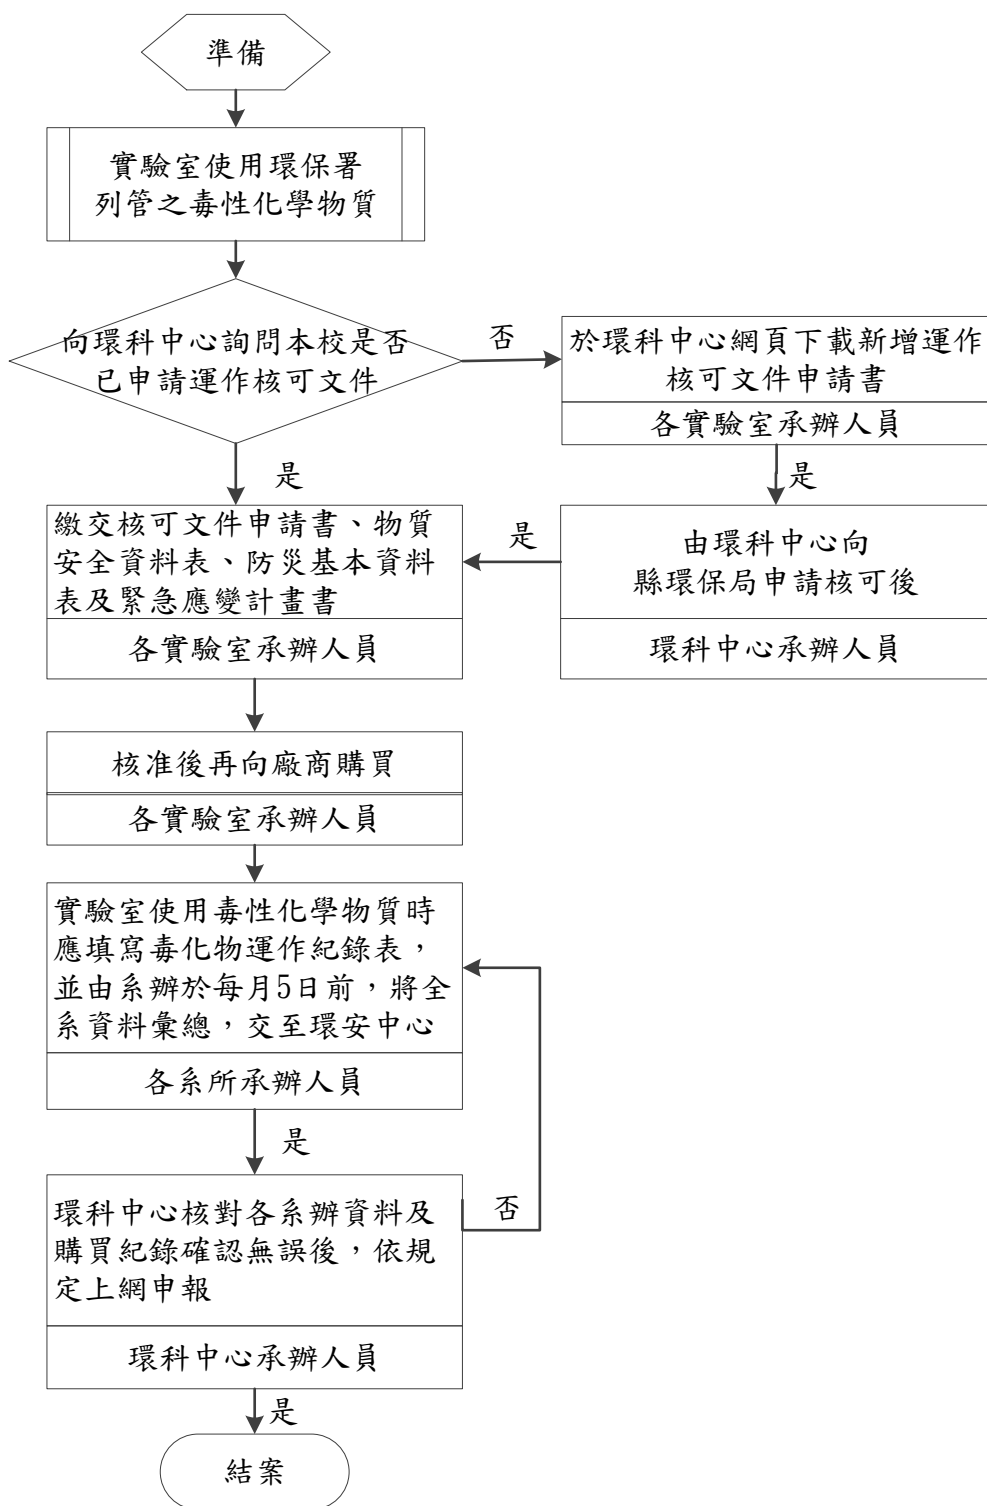 準備
實驗室使用環保署
列管之毒性化學物質
向環科中心詢問本校是否
已申請運作核可文件
否
於環科中心網頁下載新增運作
核可文件申請書
各實驗室承辦人員
是
是
繳交核可文件申請書、物質
安全資料表、防災基本資料
表及緊急應變計畫書
各實驗室承辦人員
是
由環科中心向
縣環保局申請核可後
環科中心承辦人員
核准後再向廠商購買
各實驗室承辦人員
實驗室使用毒性化學物質時
應填寫毒化物運作紀錄表，
並由系辦於每月5日前，將全
系資料彙總，交至環安中心
各系所承辦人員
是
環科中心核對各系辦資料及
購買紀錄確認無誤後，依規
定上網申報
環科中心承辦人員
否
是
結案